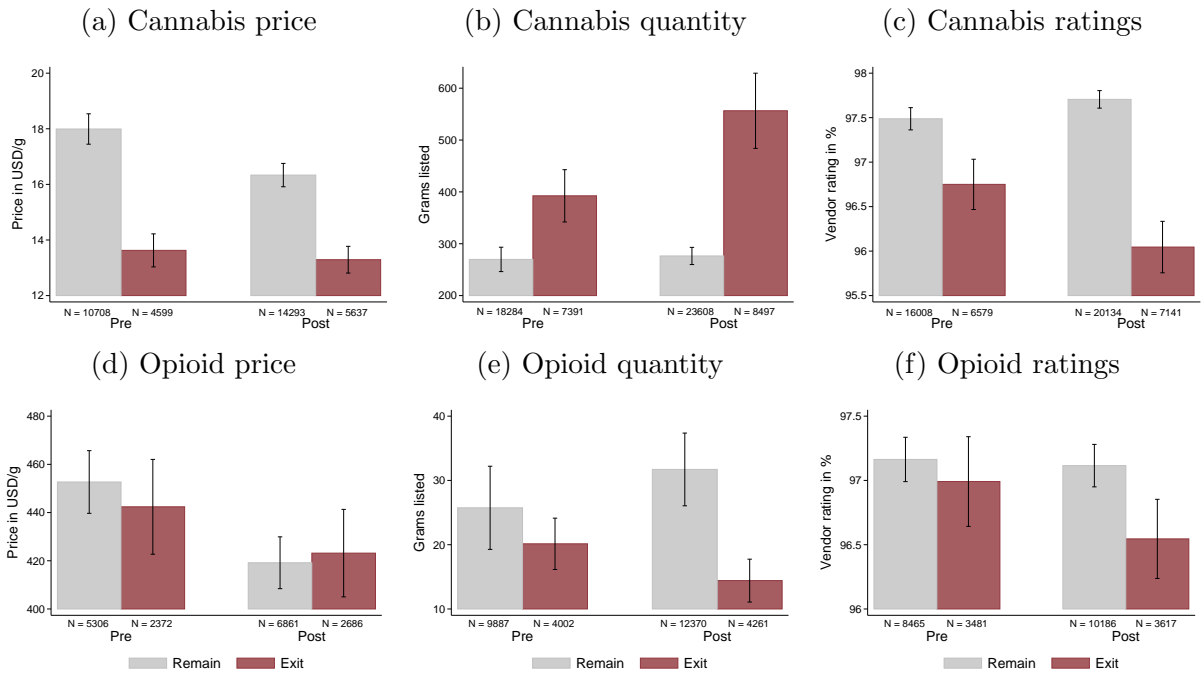 (a) Cannabis price
(b) Cannabis quantity
(c) Cannabis ratings
Price in USD/g
20
18
16
14
12
N = 10708 N = 4599
Pre
N = 14293 N = 5637
Post
Grams listed
600
500
400
300
200
N = 18284 N = 7391
Pre
N = 23608 N = 8497
Post
Vendor rating in %
98
97.5
97
96.5
96
95.5
N = 16008 N = 6579
Pre
N = 20134 N = 7141
Post
(d) Opioid price
(e) Opioid quantity
(f) Opioid ratings
Price in USD/g
480
460
440
420
400
N = 5306 N = 2372
Pre
N = 6861 N = 2686
Post
Grams listed
40
30
20
10
N = 9887 N = 4002
Pre
N = 12370 N = 4261
Post
Vendor rating in %
97.5
97
96.5
96
N = 8465 N = 3481
Pre
N = 10186 N = 3617
Post
Remain Exit
Remain Exit
Remain Exit